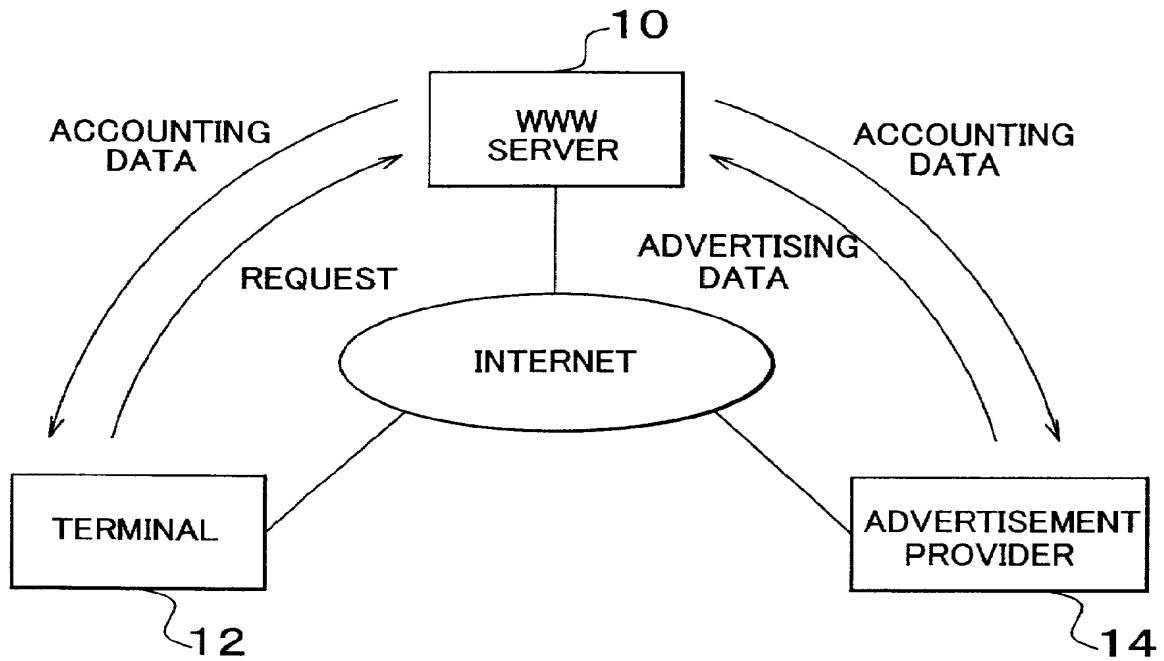 10
WWW
SERVER
ACCOUNTING
DATA
ACCOUNTING
DATA
REQUEST
ADVERTISING
DATA
INTERNET
TERMINAL
ADVERTISEMENT
PROVIDER
12
14